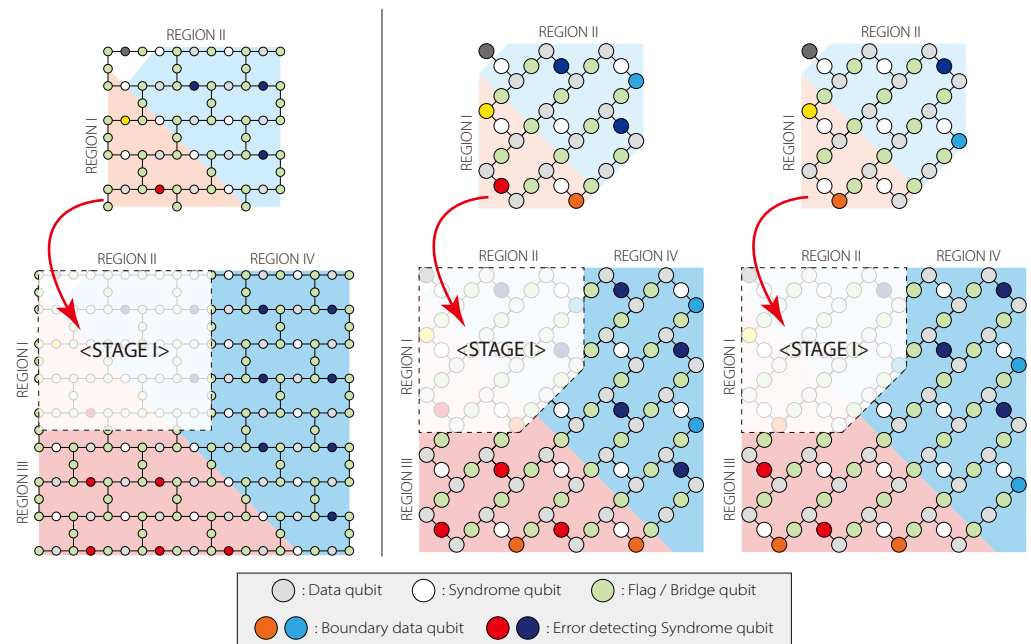 REGION II
REGION I
REGION II
REGION IV
<STAGE I>
REGION I
REGION III
REGION II
REGION I
REGION II
REGION IV
<STAGE I>
REGION I
REGION III
REGION II
REGION I
REGION II
REGION IV
<STAGE I>
REGION I
REGION III
: Data qubit
: Syndrome qubit
: Flag / Bridge qubit
: Boundary data qubit
: Error detecting Syndrome qubit